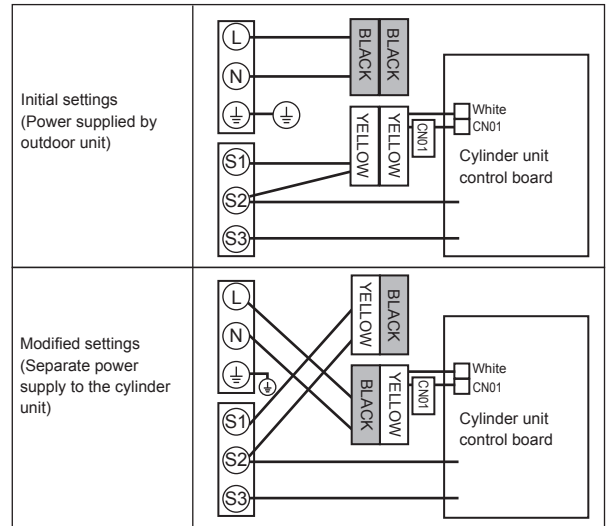 Initial settings
(Power supplied by
outdoor unit)
L
N
S1
S2
S3
BLACK
BLACK
YELLOW
YELLOW
CN01
White
CN01
Cylinder unit
control board
Modified settings
(Separate power
supply to the cylinder
unit)
L
N
S1
S2
S3
YELLOW
BLACK
BLACK
YELLOW
CN01
White
CN01
Cylinder unit
control board